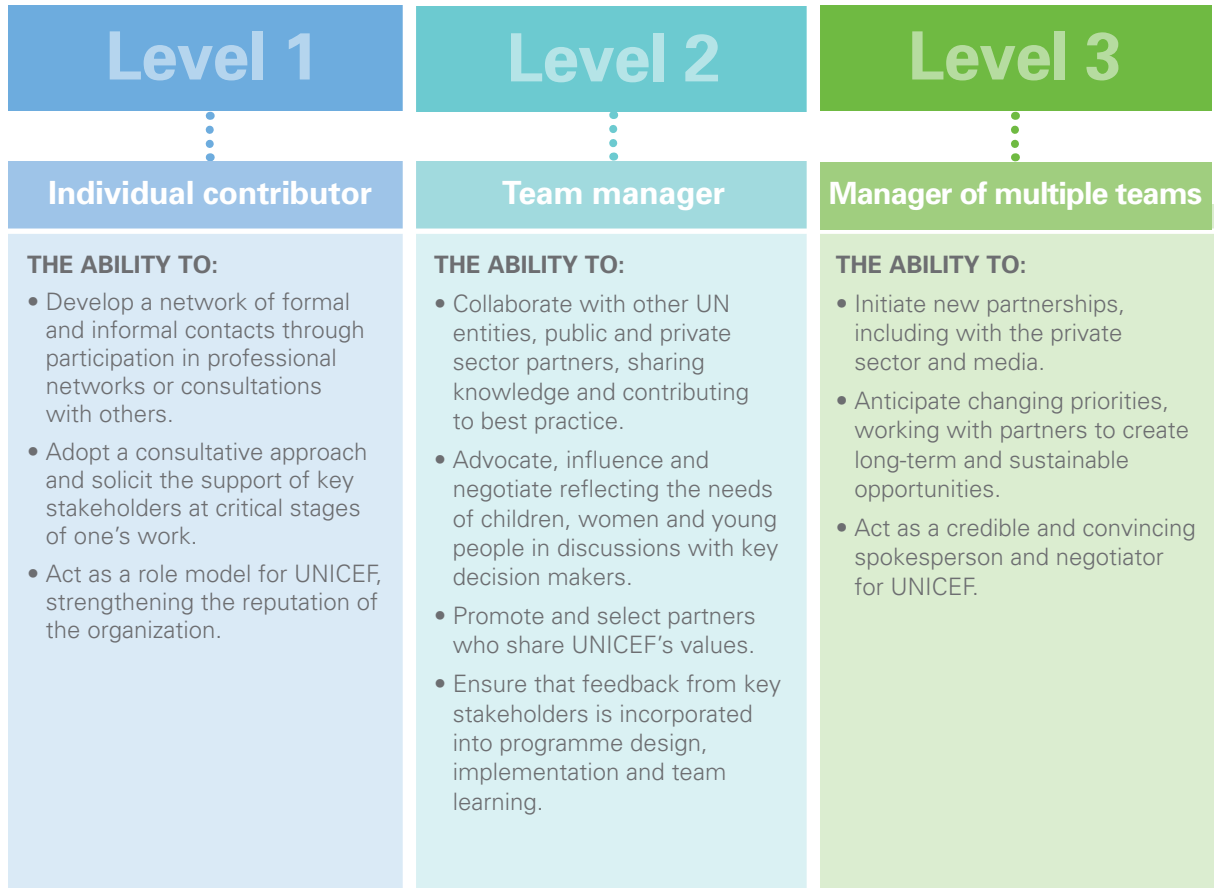 Level 1
Individual contributor
THE ABILITY TO:
• Develop a network of formal
and informal contacts through
participation in professional
networks or consultations
with others.
• Adopt a consultative approach
and solicit the support of key
stakeholders at critical stages
of one’s work.
• Act as a role model for UNICEF,
strengthening the reputation of
the organization.
Level 2
Team manager
THE ABILITY TO:
• Collaborate with other UN
entities, public and private
sector partners, sharing
knowledge and contributing
to best practice.
• Advocate, influence and
negotiate reflecting the needs
of children, women and young
people in discussions with key
decision makers.
• Promote and select partners
who share UNICEF’s values.
• Ensure that feedback from key
stakeholders is incorporated
into programme design,
implementation and team
learning.
Level 3
Manager of multiple teams
THE ABILITY TO:
• Initiate new partnerships,
including with the private
sector and media.
• Anticipate changing priorities,
working with partners to create
long-term and sustainable
opportunities.
• Act as a credible and convincing
spokesperson and negotiator
for UNICEF.